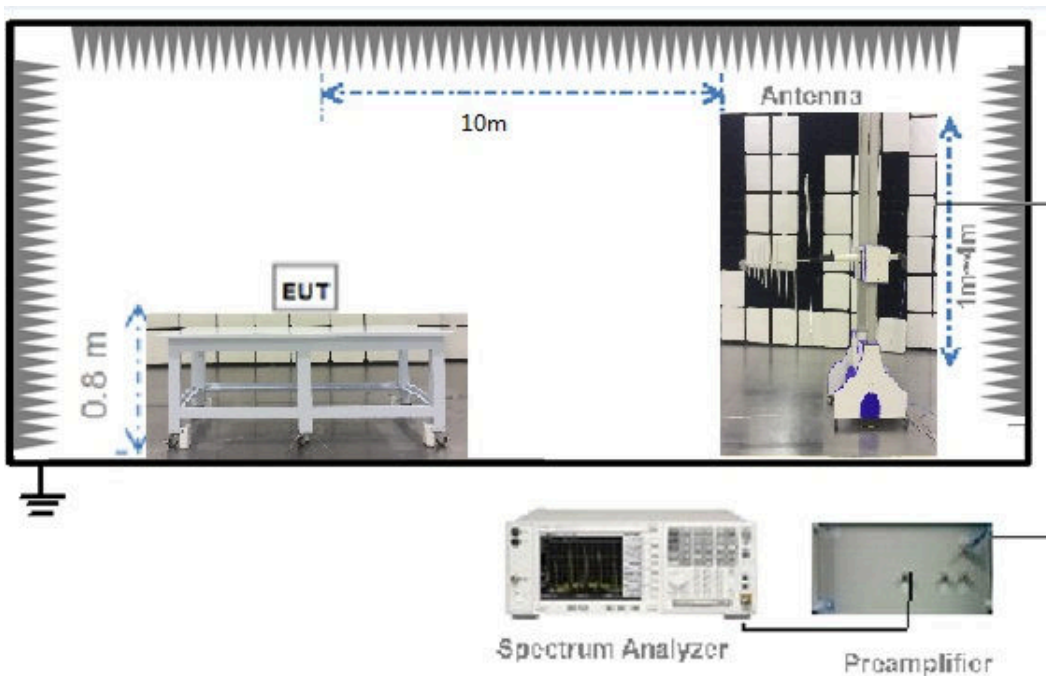 10m
Antenna
1m~4m
EUT
0.8 m
Spectrum Analyzer
Preamplifier